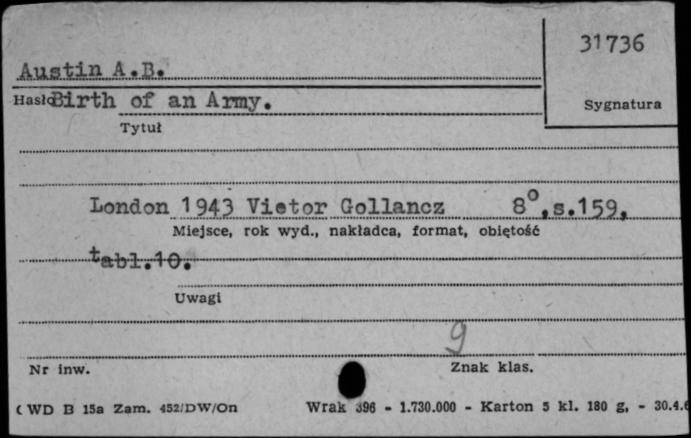 31736
Austin A.B.
Hasło Birth of an Army.
Sygnatura
Tytuł
London 1943 Vietor Gollancz 8°,s.159,
Miejsce, rok wyd., nakładca, format, objętość
tabl.10.
Uwagi
9
Nr inw.
Znak klas.
CWD B 15a Zam. 452/DW/On Wrak 396 - 1.730.000 - Karton 5 kl. 180 g, - 30.4.